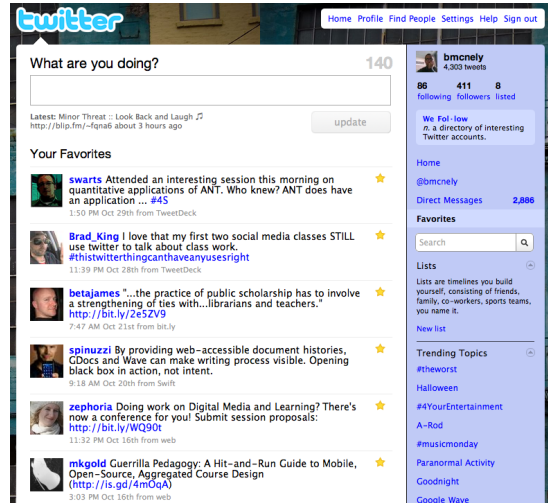 twitter
Home Profile Find People Settings Help Sign out
What are you doing? 140
Latest: Minor Threat :: Look Back and Laugh ♫
http://blip.fm/~fqna6 about 3 hours ago
update
Your Favorites
swarts Attended an interesting session this morning on
quantitative applications of ANT. Who knew? ANT does have
an application ... #4S
1:50 PM Oct 29th from TweetDeck
Brad_King I love that my first two social media classes STILL
use twitter to talk about class work.
#thistwitterthingcanthaveanyusesright
11:39 PM Oct 28th from TweetDeck
betajames "...the practice of public scholarship has to involve
a strengthening of ties with...librarians and teachers."
http://bit.ly/2e5ZV9
7:47 AM Oct 21st from bit.ly
spinuzzi By providing web-accessible document histories,
GDocs and Wave can make writing process visible. Opening
black box in action, not intent.
9:18 AM Oct 20th from Swift
zephoria Doing work on Digital Media and Learning? There's
now a conference for you! Submit session proposals:
http://bit.ly/WQ90t
11:32 PM Oct 16th from web
mkgold Guerrilla Pedagogy: A Hit-and-Run Guide to Mobile,
Open-Source, Aggregated Course Design
(http://is.gd/4mOqA)
3:03 PM Oct 16th from web
bmcnely
4,303 tweets
86 411 8
following followers listed
We Fol·low
n. a directory of interesting
Twitter accounts.
Home
@bmcnely
Direct Messages 2,886
Favorites
Search
Lists
Lists are timelines you build
yourself, consisting of friends,
family, co-workers, sports teams,
you name it.
New list
Trending Topics
#theworst
Halloween
#4YourEntertainment
A-Rod
#musicmonday
Paranormal Activity
Goodnight
Google Wave